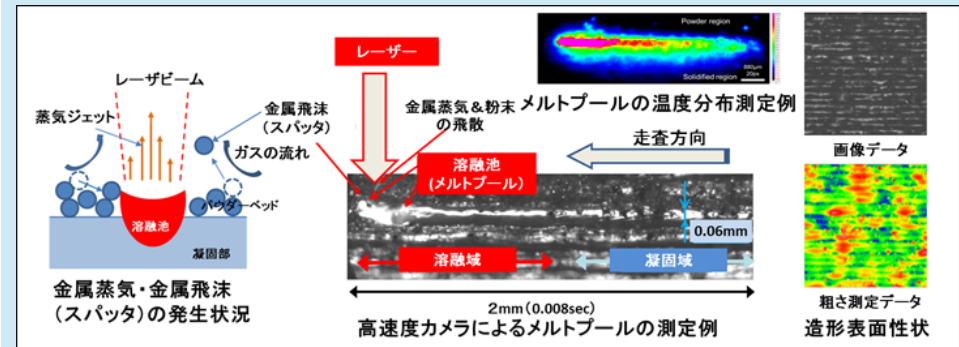 レーザビーム
蒸気ジェット
金属飛沫
(スパッタ)
ガスの流れ
パウダーベッド
溶融池
凝固部
金属蒸気・金属飛沫
(スパッタ)の発生状況
レーザー
金属蒸気&粉末
の飛散
溶融池
(メルトプール)
走査方向
0.06mm
溶融域
凝固域
2mm(0.008sec)
高速度カメラによるメルトプールの測定例
Powder region
Solidified region
880μm
20px
メルトプールの温度分布測定例
画像データ
粗さ測定データ
造形表面性状